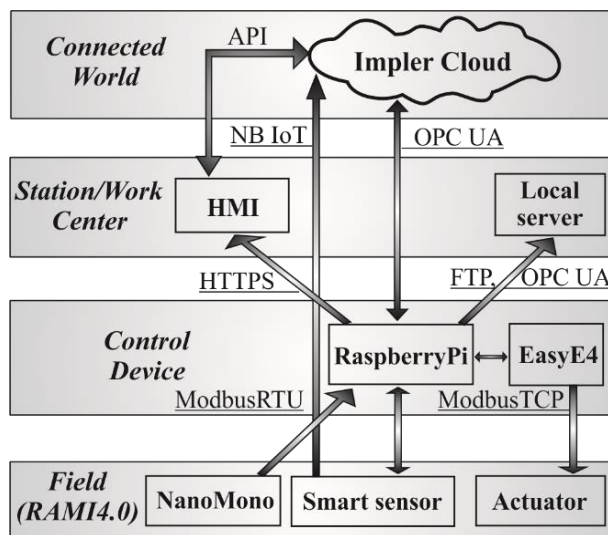 Connected
World
API
Impler Cloud
NB IoT
OPC UA
Station/Work
Center
HMI
Local
server
HTTPS
FTP, OPC UA
Control
Device
RaspberryPi
EasyE4
ModbusRTU
ModbusTCP
Field
(RAMI4.0)
NanoMono
Smart sensor
Actuator